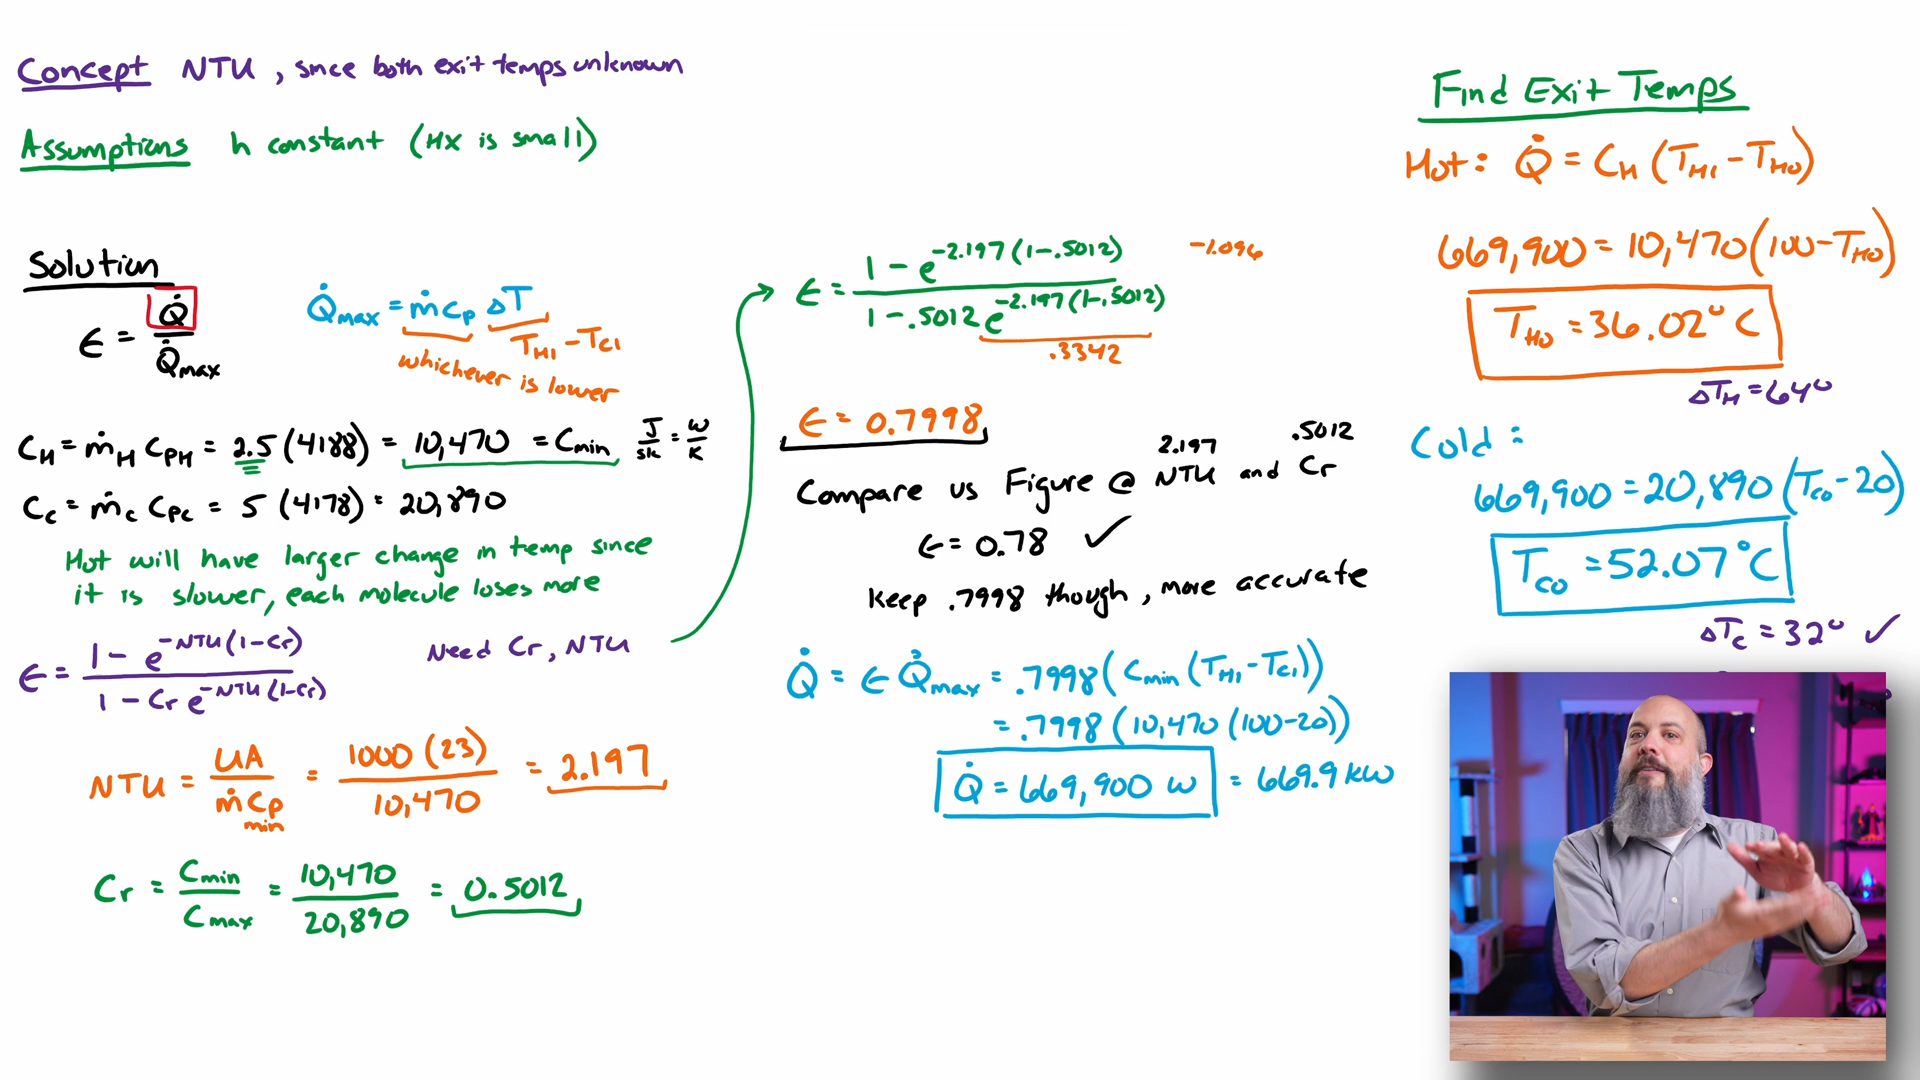 Concept NTU, since both exit temps unknown
Assumptions h constant (HX is small)
Solution
ϵ = Q̇ / Q̇max
Q̇max = ṁcp ΔT
whichever is lower
THi - TCi
CH = ṁH CPH = 2.5 (4188) = 10,470 = Cmin J/sK = W/K
Cc = ṁc CPc = 5 (4178) = 20,890
Hot will have larger change in temp since
it is slower, each molecule loses more
ϵ = 1 - e^-NTU(1-Cr) / 1 - Cr e^-NTU(1-Cr)
Need Cr, NTU
NTU = UA / ṁCp min = 1000 (23) / 10,470 = 2.197
Cr = Cmin / Cmax = 10,470 / 20,890 = 0.5012
ϵ = 1 - e^-2.197(1-.5012) / 1 - .5012 e^-2.197(1-.5012)
-1.096
.3342
ϵ = 0.7998
2.197 .5012
Compare vs Figure @ NTU and Cr
ϵ = 0.78 ✓
Keep .7998 though, more accurate
Q̇ = ϵ Q̇max = .7998 (Cmin (THi - TCi))
= .7998 (10,470 (100-20))
Q̇ = 669,900 W = 669.9 kW
Find Exit Temps
Hot: Q̇ = CH (THi - THO)
669,900 = 10,470 (100 - THO)
THO = 36.02° C
ΔTH = 64°
Cold:
669,900 = 20,890 (TCO - 20)
TCO = 52.07°C
ΔTC = 32° ✓